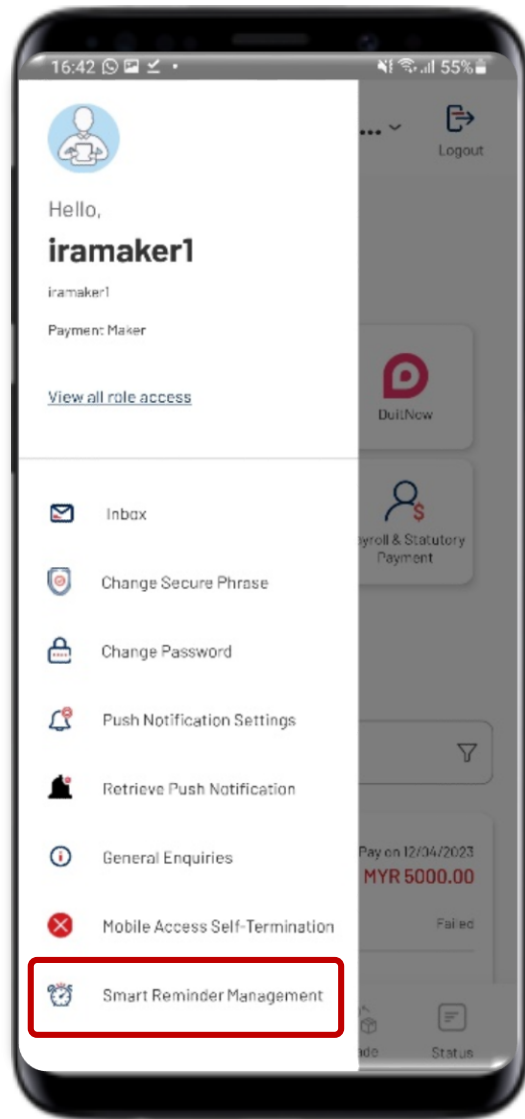 16:42
55%
Logout
Hello,
iramaker1
iramaker1
Payment Maker
View all role access
DuitNow
Payroll & Statutory
Payment
Inbox
Change Secure Phrase
Change Password
Push Notification Settings
Retrieve Push Notification
General Enquiries
Pay on 12/04/2023
MYR 5000.00
Mobile Access Self-Termination
Failed
Smart Reminder Management
Status